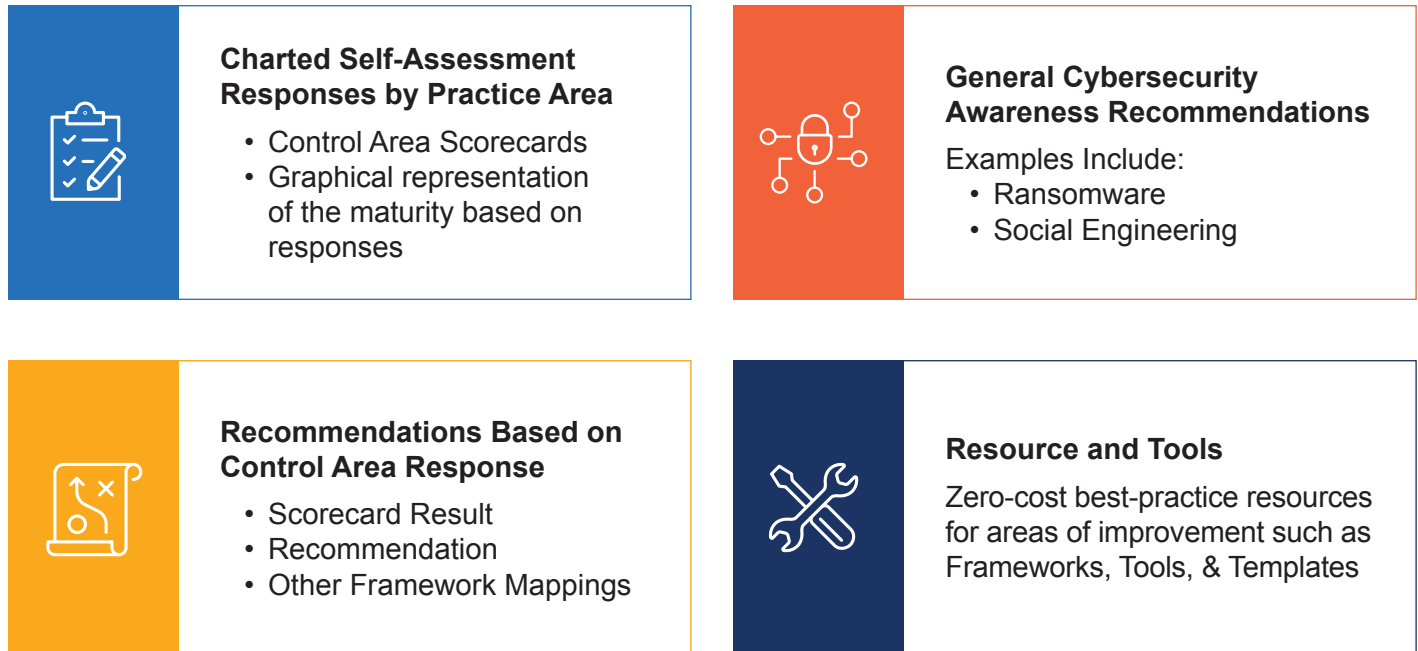 Charted Self-Assessment
Responses by Practice Area
• Control Area Scorecards
• Graphical representation
of the maturity based on
responses
General Cybersecurity
Awareness Recommendations
Examples Include:
• Ransomware
• Social Engineering
Recommendations Based on
Control Area Response
• Scorecard Result
• Recommendation
• Other Framework Mappings
Resource and Tools
Zero-cost best-practice resources
for areas of improvement such as
Frameworks, Tools, & Templates